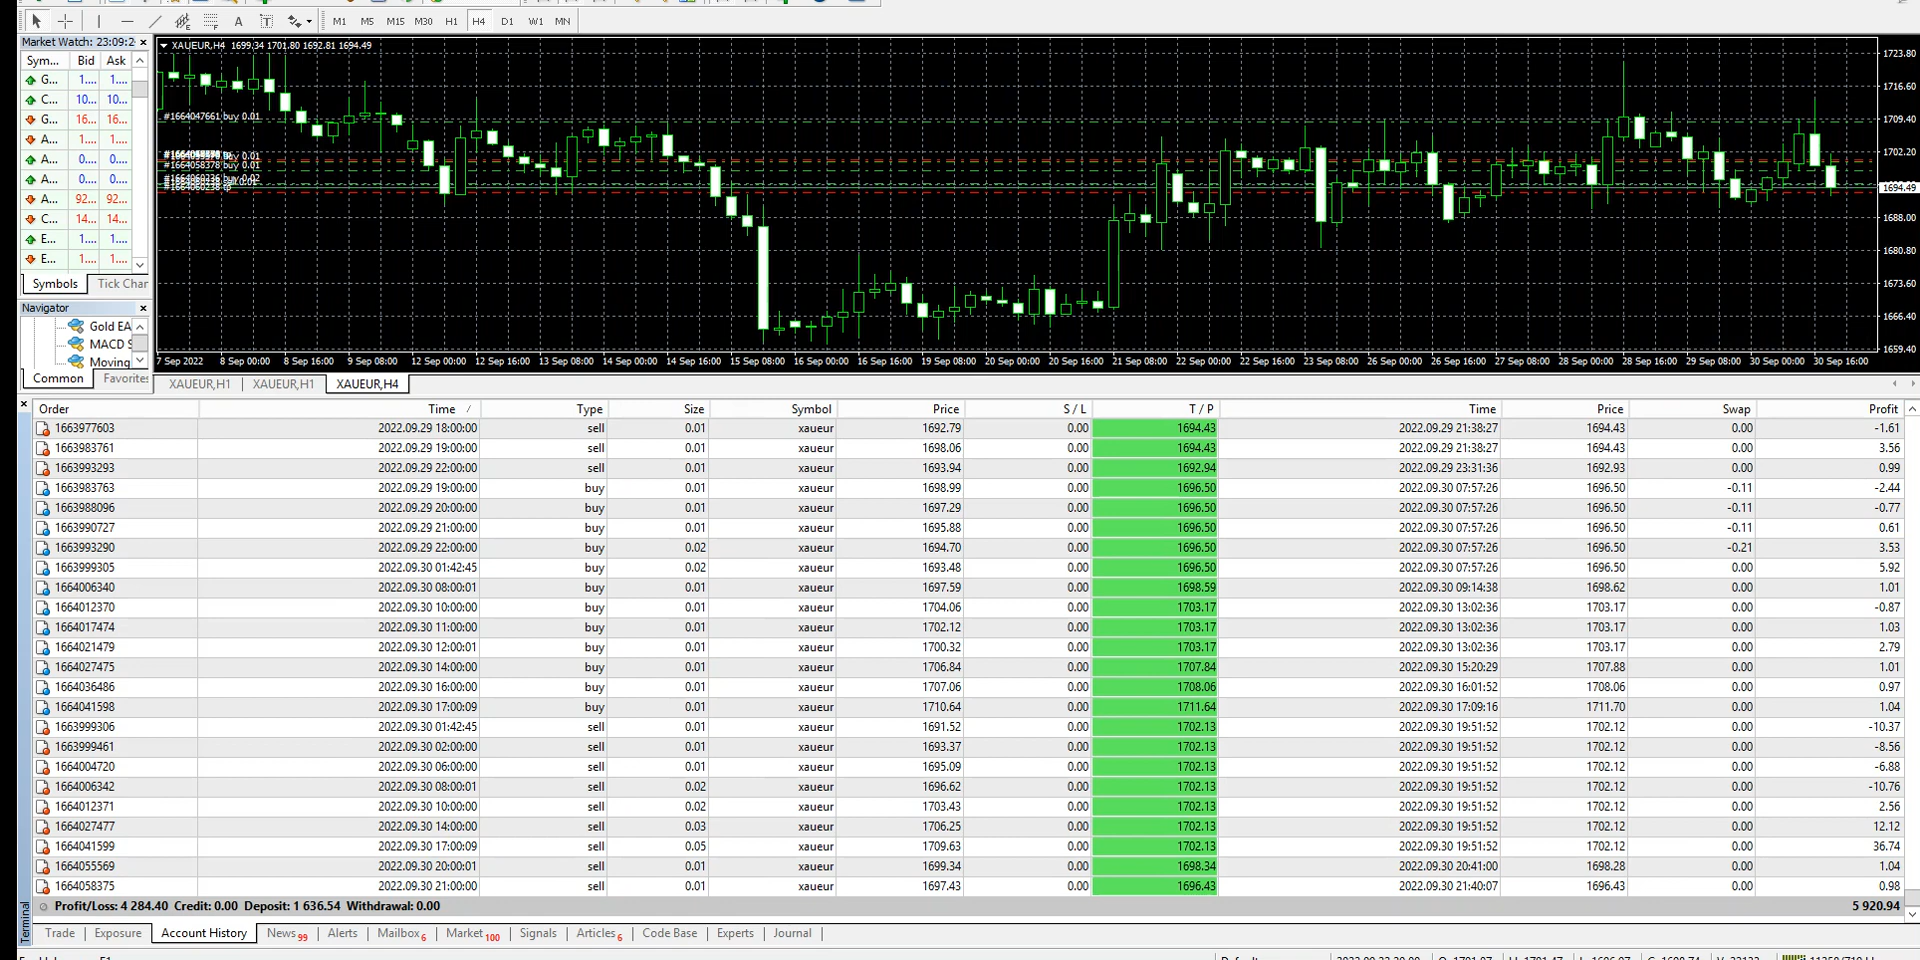 M1 M5 M15 M30 H1 H4 D1 W1 MN
A T
Market Watch: 23:09:2
Sym... Bid Ask
G... 1.... 1....
C... 10... 10...
G... 16... 16...
A... 1.... 1....
A... 0.... 0....
A... 0.... 0....
A... 92... 92...
C... 14... 14...
E... 1.... 1....
E... 1.... 1....
Symbols Tick Char
Navigator
Gold EA
MACD S
Moving
Common Favorites
XAUEUR,H4 1699.34 1701.80 1692.81 1694.49
#1664047661 buy 0.01
#1664058378 buy 0.01
#1664060236 buy 0.02
#1664060238 tp
1723.80
1716.60
1709.40
1702.20
1694.49
1688.00
1680.80
1673.60
1666.40
1659.40
7 Sep 2022 8 Sep 00:00 8 Sep 16:00 9 Sep 08:00 12 Sep 00:00 12 Sep 16:00 13 Sep 08:00 14 Sep 00:00 14 Sep 16:00 15 Sep 08:00 16 Sep 00:00 16 Sep 16:00 19 Sep 08:00 20 Sep 00:00 20 Sep 16:00 21 Sep 08:00 22 Sep 00:00 22 Sep 16:00 23 Sep 08:00 26 Sep 00:00 26 Sep 16:00 27 Sep 08:00 28 Sep 00:00 28 Sep 16:00 29 Sep 08:00 30 Sep 00:00 30 Sep 16:00
XAUEUR,H1 XAUEUR,H1 XAUEUR,H4
Order Time / Type Size Symbol Price S / L T / P Time Price Swap Profit
1663977603 2022.09.29 18:00:00 sell 0.01 xaueur 1692.79 0.00 1694.43 2022.09.29 21:38:27 1694.43 0.00 -1.61
1663983761 2022.09.29 19:00:00 sell 0.01 xaueur 1698.06 0.00 1694.43 2022.09.29 21:38:27 1694.43 0.00 3.56
1663993293 2022.09.29 22:00:00 sell 0.01 xaueur 1693.94 0.00 1692.94 2022.09.29 23:31:36 1692.93 0.00 0.99
1663983763 2022.09.29 19:00:00 buy 0.01 xaueur 1698.99 0.00 1696.50 2022.09.30 07:57:26 1696.50 -0.11 -2.44
1663988096 2022.09.29 20:00:00 buy 0.01 xaueur 1697.29 0.00 1696.50 2022.09.30 07:57:26 1696.50 -0.11 -0.77
1663990727 2022.09.29 21:00:00 buy 0.01 xaueur 1695.88 0.00 1696.50 2022.09.30 07:57:26 1696.50 -0.11 0.61
1663993290 2022.09.29 22:00:00 buy 0.02 xaueur 1694.70 0.00 1696.50 2022.09.30 07:57:26 1696.50 -0.21 3.53
1663999305 2022.09.30 01:42:45 buy 0.02 xaueur 1693.48 0.00 1696.50 2022.09.30 07:57:26 1696.50 0.00 5.92
1664006340 2022.09.30 08:00:01 buy 0.01 xaueur 1697.59 0.00 1698.59 2022.09.30 09:14:38 1698.62 0.00 1.01
1664012370 2022.09.30 10:00:00 buy 0.01 xaueur 1704.06 0.00 1703.17 2022.09.30 13:02:36 1703.17 0.00 -0.87
1664017474 2022.09.30 11:00:00 buy 0.01 xaueur 1702.12 0.00 1703.17 2022.09.30 13:02:36 1703.17 0.00 1.03
1664021479 2022.09.30 12:00:01 buy 0.01 xaueur 1700.32 0.00 1703.17 2022.09.30 13:02:36 1703.17 0.00 2.79
1664027475 2022.09.30 14:00:00 buy 0.01 xaueur 1706.84 0.00 1707.84 2022.09.30 15:20:29 1707.88 0.00 1.01
1664036486 2022.09.30 16:00:00 buy 0.01 xaueur 1707.06 0.00 1708.06 2022.09.30 16:01:52 1708.06 0.00 0.97
1664041598 2022.09.30 17:00:09 buy 0.01 xaueur 1710.64 0.00 1711.64 2022.09.30 17:09:16 1711.70 0.00 1.04
1663999306 2022.09.30 01:42:45 sell 0.01 xaueur 1691.52 0.00 1702.13 2022.09.30 19:51:52 1702.12 0.00 -10.37
1663999461 2022.09.30 02:00:00 sell 0.01 xaueur 1693.37 0.00 1702.13 2022.09.30 19:51:52 1702.12 0.00 -8.56
1664004720 2022.09.30 06:00:00 sell 0.01 xaueur 1695.09 0.00 1702.13 2022.09.30 19:51:52 1702.12 0.00 -6.88
1664006342 2022.09.30 08:00:01 sell 0.02 xaueur 1696.62 0.00 1702.13 2022.09.30 19:51:52 1702.12 0.00 -10.76
1664012371 2022.09.30 10:00:00 sell 0.02 xaueur 1703.43 0.00 1702.13 2022.09.30 19:51:52 1702.12 0.00 2.56
1664027477 2022.09.30 14:00:00 sell 0.03 xaueur 1706.25 0.00 1702.13 2022.09.30 19:51:52 1702.12 0.00 12.12
1664041599 2022.09.30 17:00:09 sell 0.05 xaueur 1709.63 0.00 1702.13 2022.09.30 19:51:52 1702.12 0.00 36.74
1664055569 2022.09.30 20:00:01 sell 0.01 xaueur 1699.34 0.00 1698.34 2022.09.30 20:41:00 1698.28 0.00 1.04
1664058375 2022.09.30 21:00:00 sell 0.01 xaueur 1697.43 0.00 1696.43 2022.09.30 21:40:07 1696.43 0.00 0.98
Profit/Loss: 4 284.40 Credit: 0.00 Deposit: 1 636.54 Withdrawal: 0.00 5 920.94
Terminal
Trade Exposure Account History News 99 Alerts Mailbox 6 Market 100 Signals Articles 6 Code Base Experts Journal